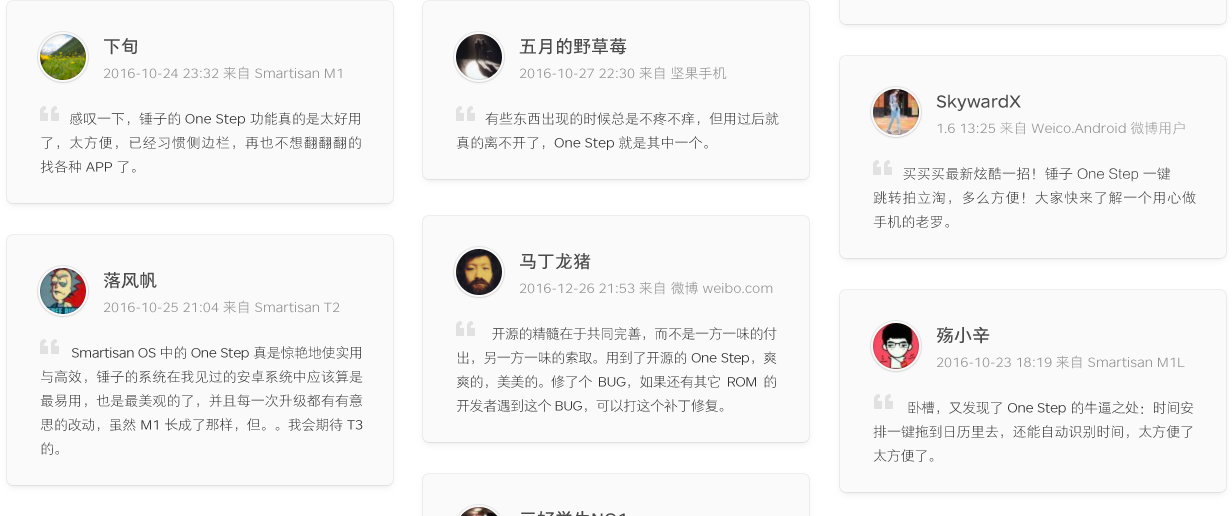 下旬
2016-10-24 23:32 来自 Smartisan M1
感叹一下，锤子的 One Step 功能真的是太好用
了，太方便，已经习惯侧边栏，再也不想翻翻翻的
找各种 APP 了。
落风帆
2016-10-25 21:04 来自 Smartisan T2
Smartisan OS 中的 One Step 真是惊艳地使实用
与高效，锤子的系统在我见过的安卓系统中应该算是
最易用，也是最美观的了，并且每一次升级都有有意
思的改动，虽然 M1 长成了那样，但。。我会期待 T3
的。
五月的野草莓
2016-10-27 22:30 来自 坚果手机
有些东西出现的时候总是不疼不痒，但用过后就
真的离不开了，One Step 就是其中一个。
马丁龙猪
2016-12-26 21:53 来自 微博 weibo.com
开源的精髓在于共同完善，而不是一方一味的付
出，另一方一味的索取。用到了开源的 One Step，爽
爽的，美美的。修了个 BUG，如果还有其它 ROM 的
开发者遇到这个 BUG，可以打这个补丁修复。
SkywardX
1.6 13:25 来自 Weico.Android 微博用户
买买买最新炫酷一招！锤子 One Step 一键
跳转拍立淘，多么方便！大家快来了解一个用心做
手机的老罗。
殇小辛
2016-10-23 18:19 来自 Smartisan M1L
卧槽，又发现了 One Step 的牛逼之处：时间安
排一键拖到日历里去，还能自动识别时间，太方便了
太方便了。